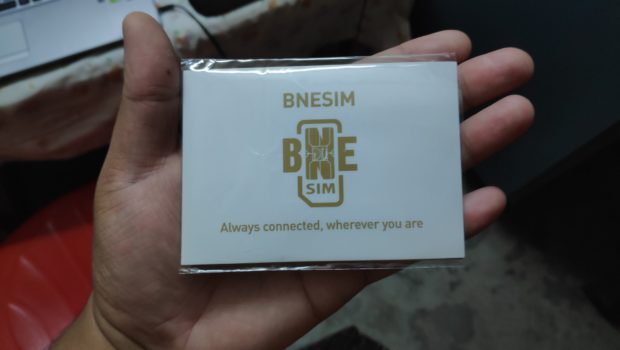 BNESIM
BNE
SIM
Always connected, wherever you are